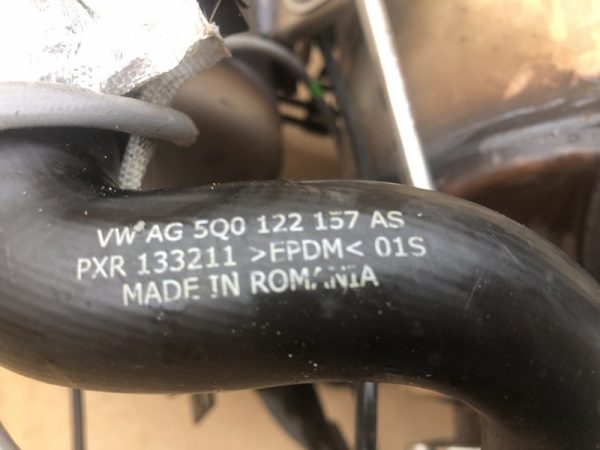 VW AG 5Q0 122 157 AS
PXR 133211 >EPDM< 01S
MADE IN ROMANIA